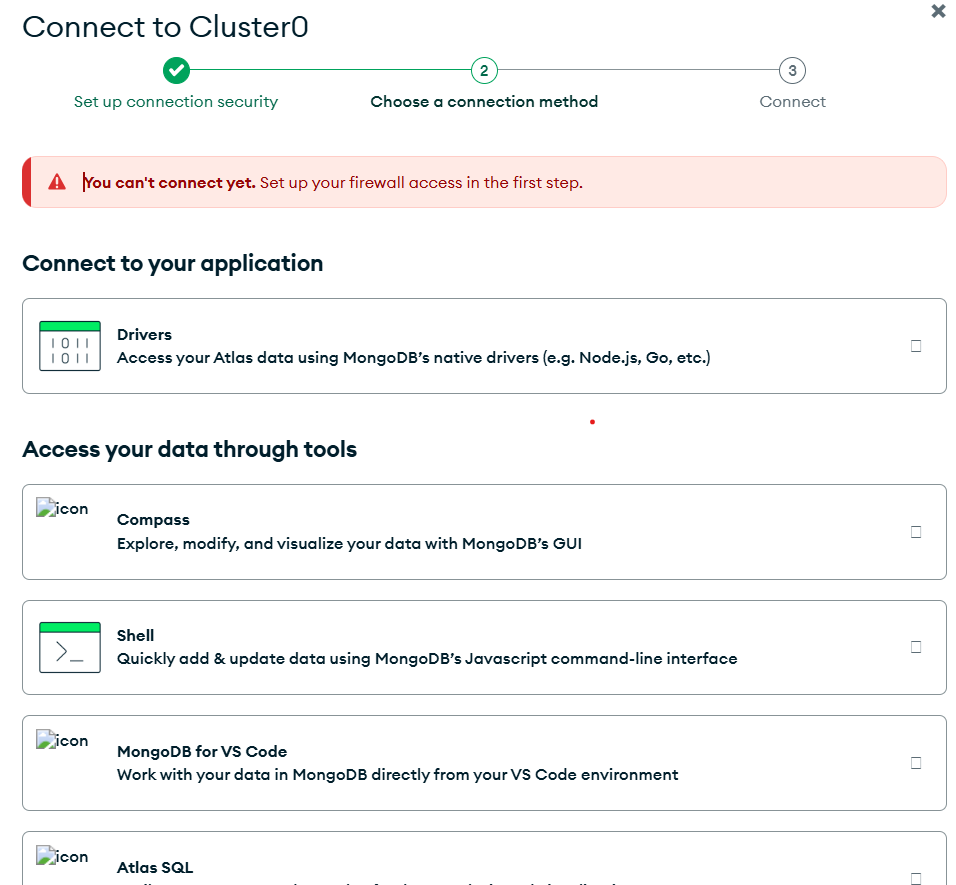 Connect to Cluster0
2
3
Set up connection security
Choose a connection method
Connect
You can't connect yet. Set up your firewall access in the first step.
Connect to your application
1011
1011
Drivers
Access your Atlas data using MongoDB’s native drivers (e.g. Node.js, Go, etc.)
Access your data through tools
icon
Compass
Explore, modify, and visualize your data with MongoDB’s GUI
>_
Shell
Quickly add & update data using MongoDB’s Javascript command-line interface
icon
MongoDB for VS Code
Work with your data in MongoDB directly from your VS Code environment
icon
Atlas SQL